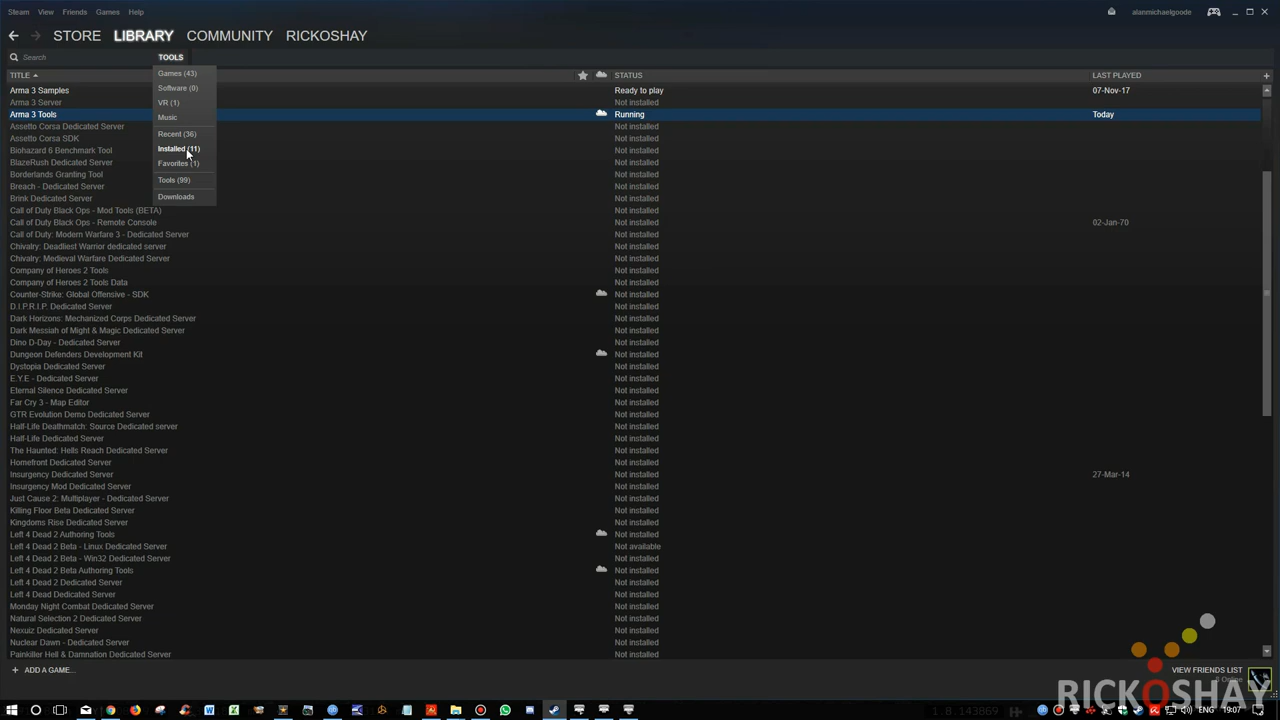 Steam View Friends Games Help alanmichaelgoode
STORE LIBRARY COMMUNITY RICKOSHAY
Search TOOLS
TITLE STATUS LAST PLAYED
Games (43)
Software (0)
VR (1)
Music
Recent (36)
Installed (11)
Favorites (1)
Tools (99)
Downloads
Arma 3 Samples Ready to play 07-Nov-17
Arma 3 Server Not installed
Arma 3 Tools Running Today
Assetto Corsa Dedicated Server Not installed
Assetto Corsa SDK Not installed
Biohazard 6 Benchmark Tool Not installed
BlazeRush Dedicated Server Not installed
Borderlands Granting Tool Not installed
Breach - Dedicated Server Not installed
Brink Dedicated Server Not installed
Call of Duty Black Ops - Mod Tools (BETA) Not installed
Call of Duty Black Ops - Remote Console Not installed 02-Jan-70
Call of Duty: Modern Warfare 3 - Dedicated Server Not installed
Chivalry: Deadliest Warrior dedicated server Not installed
Chivalry: Medieval Warfare Dedicated Server Not installed
Company of Heroes 2 Tools Not installed
Company of Heroes 2 Tools Data Not installed
Counter-Strike: Global Offensive - SDK Not installed
D.I.P.R.I.P. Dedicated Server Not installed
Dark Horizons: Mechanized Corps Dedicated Server Not installed
Dark Messiah of Might & Magic Dedicated Server Not installed
Dino D-Day - Dedicated Server Not installed
Dungeon Defenders Development Kit Not installed
Dystopia Dedicated Server Not installed
E.Y.E - Dedicated Server Not installed
Eternal Silence Dedicated Server Not installed
Far Cry 3 - Map Editor Not installed
GTR Evolution Demo Dedicated Server Not installed
Half-Life Deathmatch: Source Dedicated server Not installed
Half-Life Dedicated Server Not installed
The Haunted: Hells Reach Dedicated Server Not installed
Homefront Dedicated Server Not installed
Insurgency Dedicated Server Not installed 27-Mar-14
Insurgency Mod Dedicated Server Not installed
Just Cause 2: Multiplayer - Dedicated Server Not installed
Killing Floor Beta Dedicated Server Not installed
Kingdoms Rise Dedicated Server Not installed
Left 4 Dead 2 Authoring Tools Not installed
Left 4 Dead 2 Beta - Linux Dedicated Server Not available
Left 4 Dead 2 Beta - Win32 Dedicated Server Not installed
Left 4 Dead 2 Beta Authoring Tools Not installed
Left 4 Dead 2 Dedicated Server Not installed
Left 4 Dead Dedicated Server Not installed
Monday Night Combat Dedicated Server Not installed
Natural Selection 2 Dedicated Server Not installed
Nexuiz Dedicated Server Not installed
Nuclear Dawn - Dedicated Server Not installed
Painkiller Hell & Damnation Dedicated Server Not installed
+ ADD A GAME... VIEW FRIENDS LIST
Online
RICKOSHAY
1.8.143869 ENG 19:07